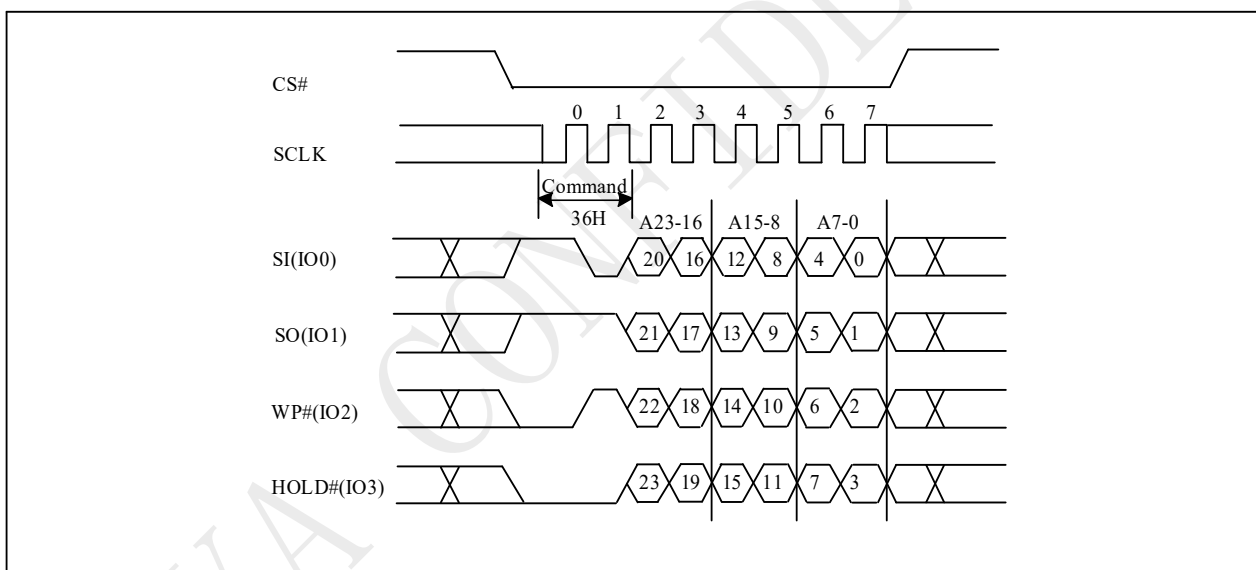 CS#
0 1 2 3 4 5 6 7
SCLK
Command
36H
A23-16 A15-8 A7-0
SI(IO0) 20 16 12 8 4 0
SO(IO1) 21 17 13 9 5 1
WP#(IO2) 22 18 14 10 6 2
HOLD#(IO3) 23 19 15 11 7 3